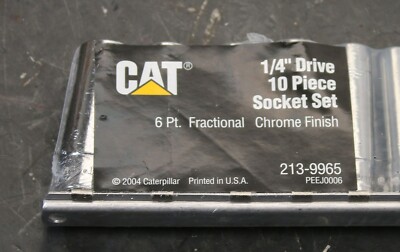 CAT®
1/4" Drive
10 Piece
Socket Set
6 Pt. Fractional Chrome Finish
213-9965
© 2004 Caterpillar Printed in U.S.A. PEEJ0006